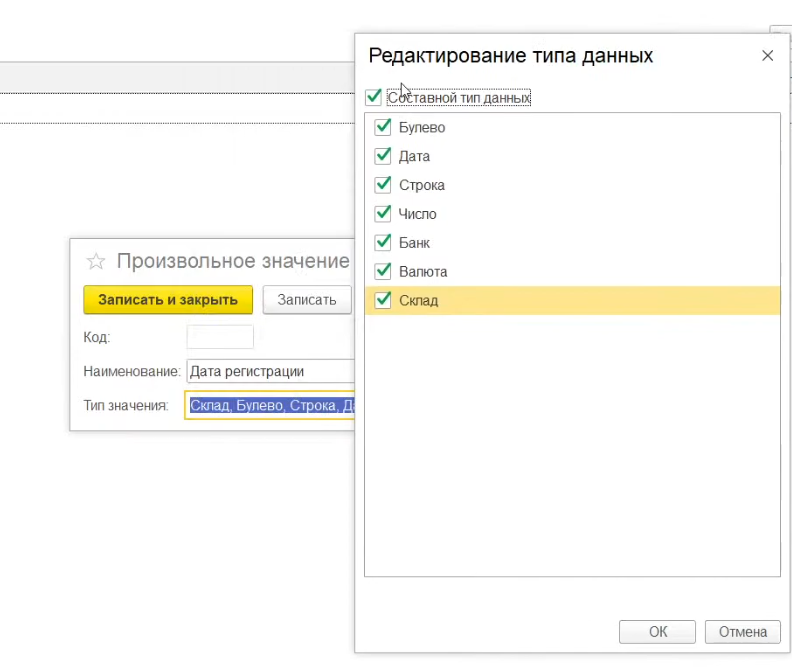 Редактирование типа данных
Составной тип данных
Булево
Дата
Строка
Число
Банк
Валюта
Склад
ОК
Отмена
Произвольное значение
Записать и закрыть
Записать
Код:
Наименование: Дата регистрации
Тип значения: Склад, Булево, Строка,